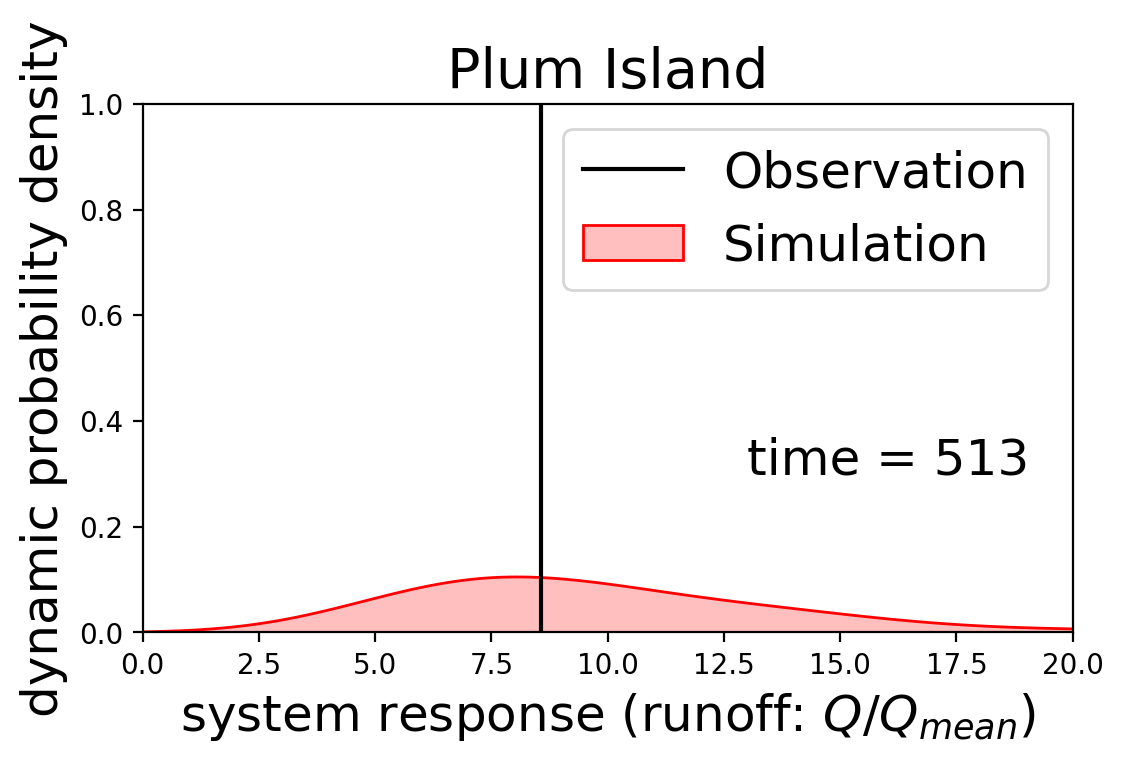 Plum Island
dynamic probability density
1.0
0.8
0.6
0.4
0.2
0.0
Observation
Simulation
time = 513
0.0 2.5 5.0 7.5 10.0 12.5 15.0 17.5 20.0
system response (runoff: Q/Qmean)